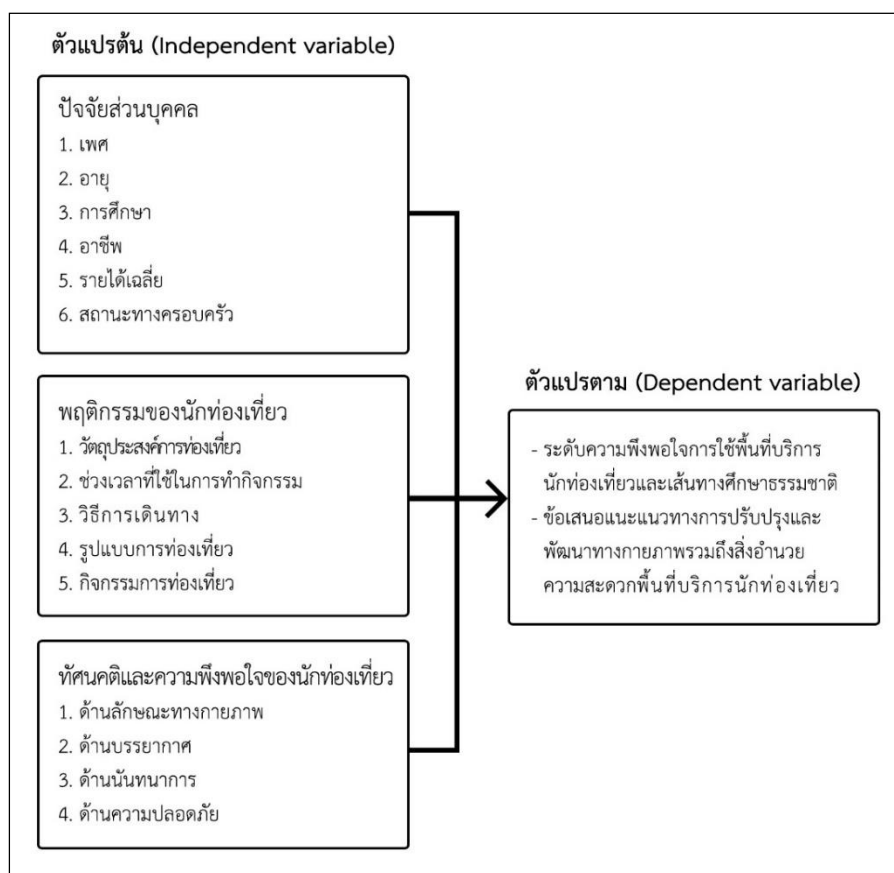 ตัวแปรต้น (Independent variable)
ปัจจัยส่วนบุคคล
1. เพศ
2. อายุ
3. การศึกษา
4. อาชีพ
5. รายได้เฉลี่ย
6. สถานะทางครอบครัว
พฤติกรรมของนักท่องเที่ยว
1. วัตถุประสงค์การท่องเที่ยว
2. ช่วงเวลาที่ใช้ในการทำกิจกรรม
3. วิธีการเดินทาง
4. รูปแบบการท่องเที่ยว
5. กิจกรรมการท่องเที่ยว
ทัศนคติและความพึงพอใจของนักท่องเที่ยว
1. ด้านลักษณะทางกายภาพ
2. ด้านบรรยากาศ
3. ด้านนันทนาการ
4. ด้านความปลอดภัย
ตัวแปรตาม (Dependent variable)
- ระดับความพึงพอใจการใช้พื้นที่บริการ
นักท่องเที่ยวและเส้นทางศึกษาธรรมชาติ
- ข้อเสนอแนะแนวทางการปรับปรุงและ
พัฒนาทางกายภาพรวมถึงสิ่งอำนวย
ความสะดวกพื้นที่บริการนักท่องเที่ยว